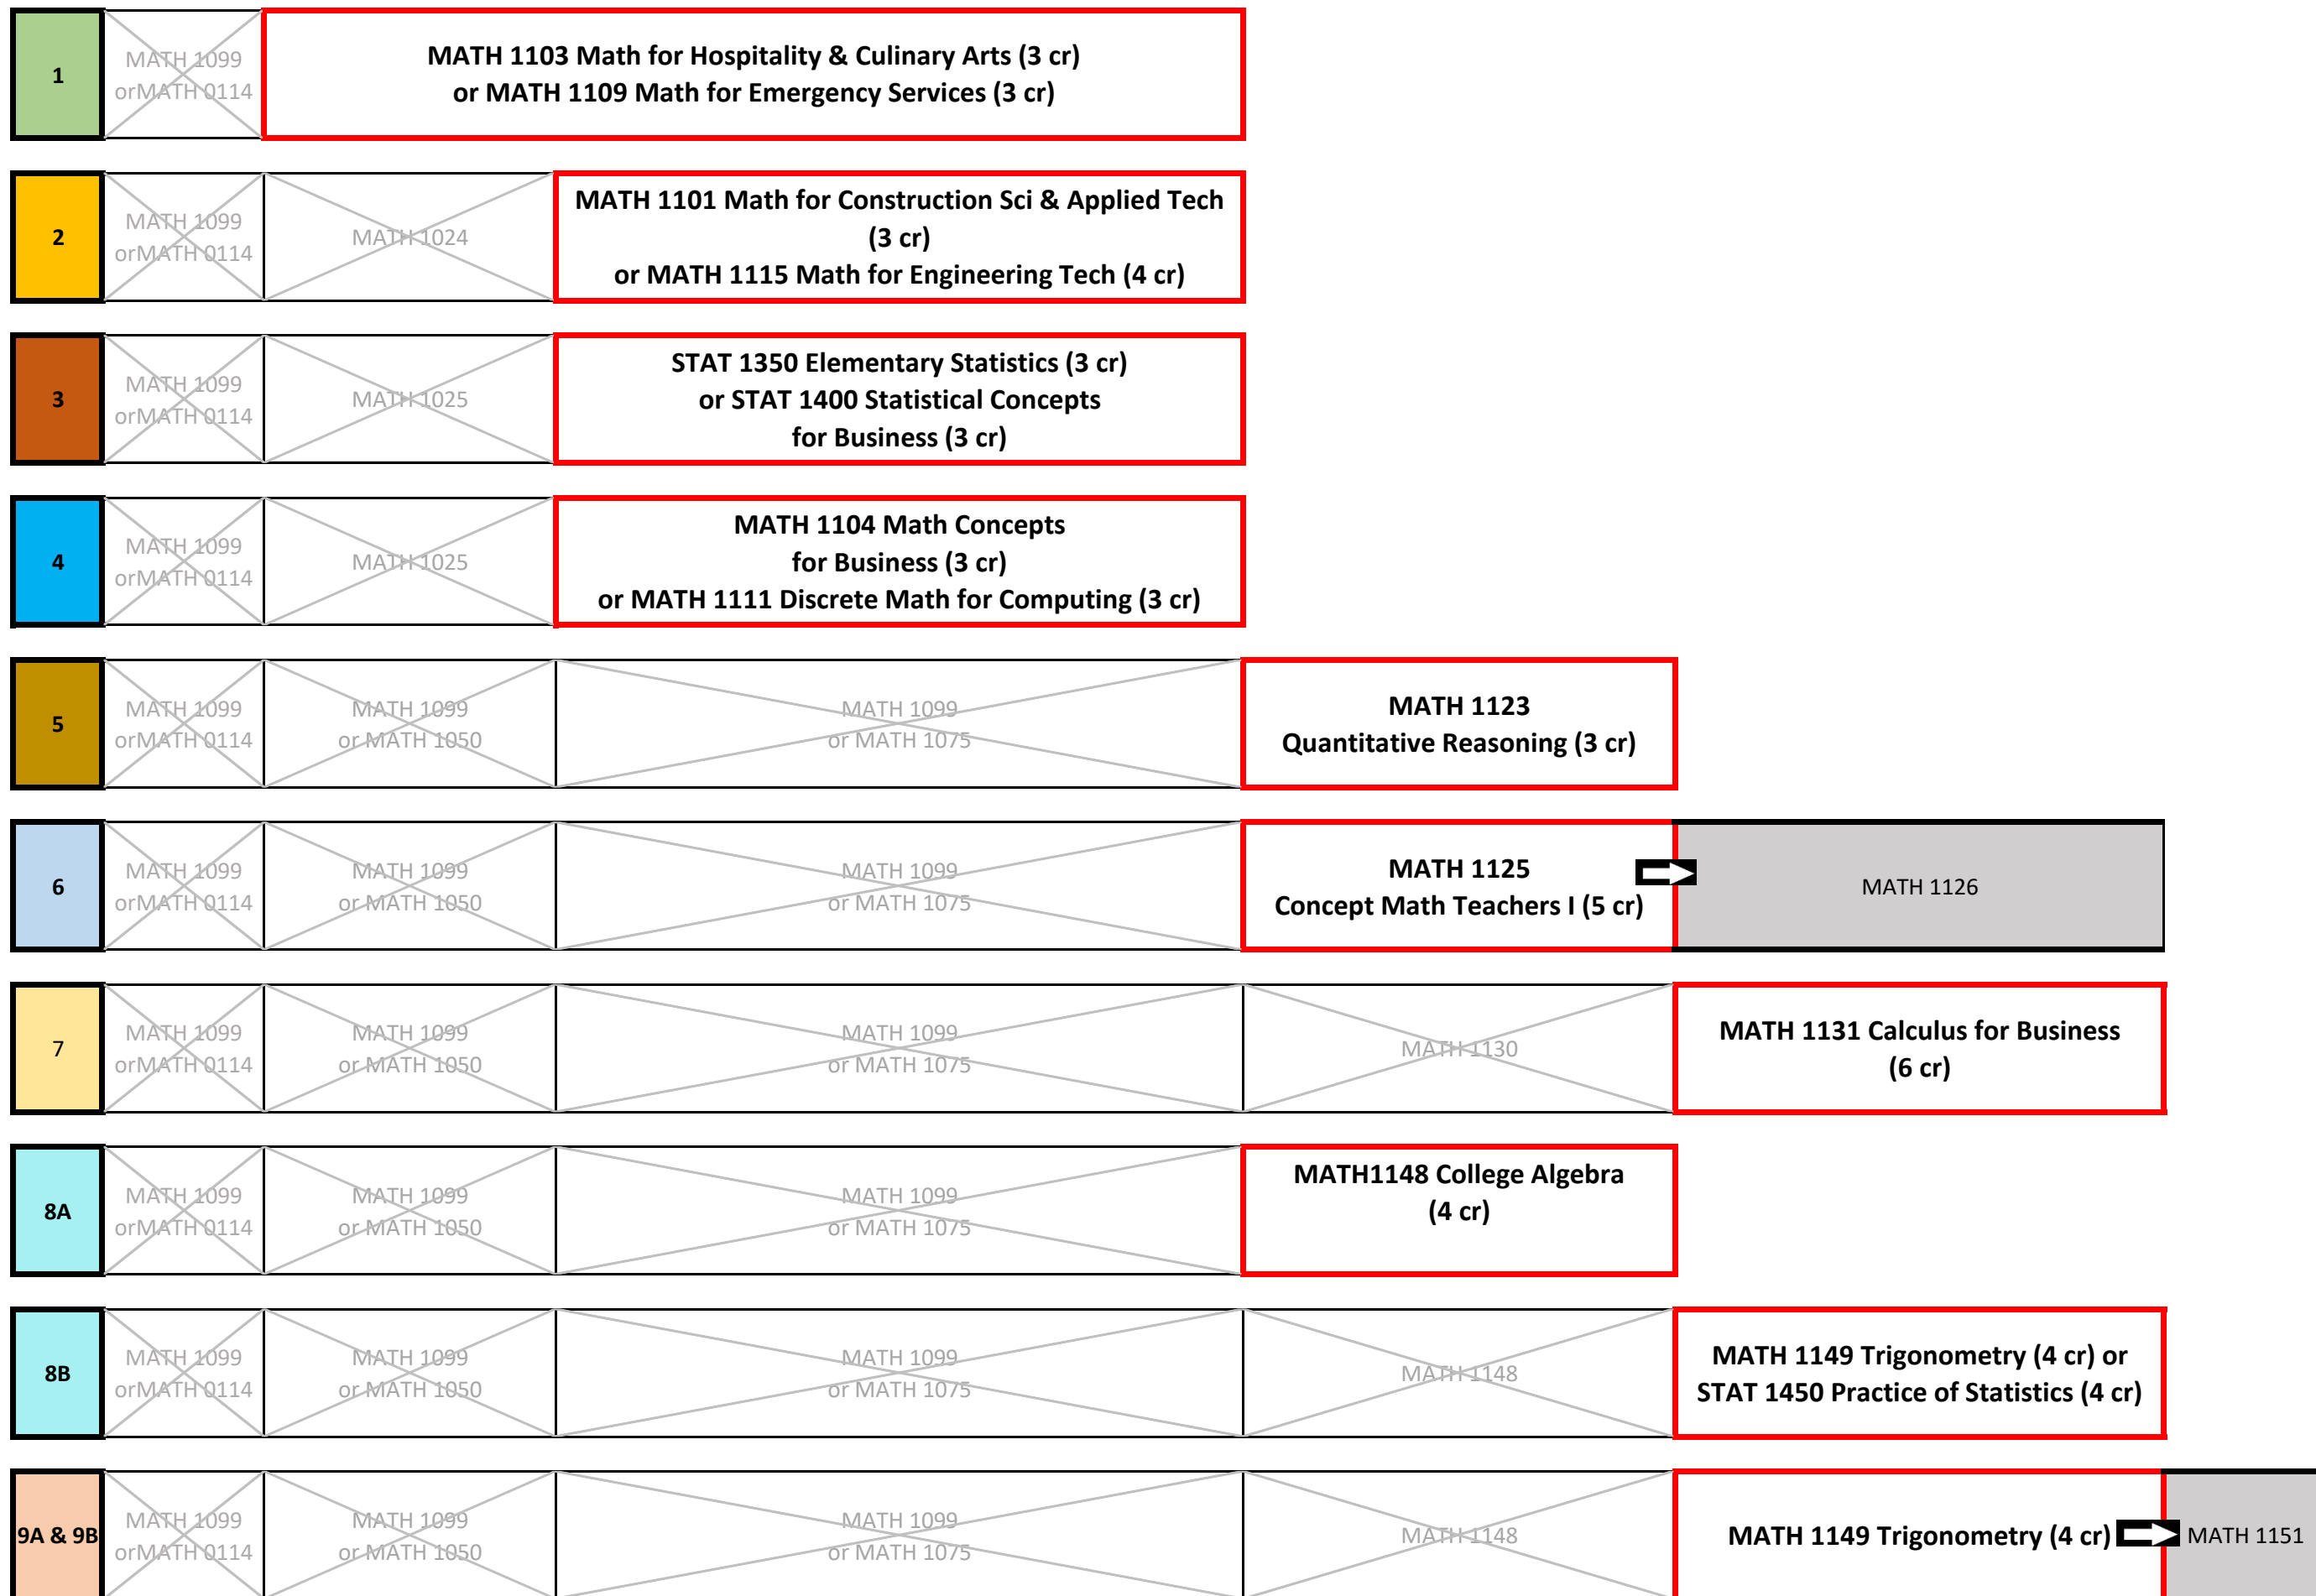 1
MATH 1099
orMATH 0114
MATH 1103 Math for Hospitality & Culinary Arts (3 cr)
or MATH 1109 Math for Emergency Services (3 cr)
2
MATH 1099
orMATH 0114
MATH 1024
MATH 1101 Math for Construction Sci & Applied Tech
(3 cr)
or MATH 1115 Math for Engineering Tech (4 cr)
3
MATH 1099
orMATH 0114
MATH 1025
STAT 1350 Elementary Statistics (3 cr)
or STAT 1400 Statistical Concepts
for Business (3 cr)
4
MATH 1099
orMATH 0114
MATH 1025
MATH 1104 Math Concepts
for Business (3 cr)
or MATH 1111 Discrete Math for Computing (3 cr)
5
MATH 1099
orMATH 0114
MATH 1099
or MATH 1050
MATH 1099
or MATH 1075
MATH 1123
Quantitative Reasoning (3 cr)
6
MATH 1099
orMATH 0114
MATH 1099
or MATH 1050
MATH 1099
or MATH 1075
MATH 1125
Concept Math Teachers I (5 cr)
MATH 1126
7
MATH 1099
orMATH 0114
MATH 1099
or MATH 1050
MATH 1099
or MATH 1075
MATH 1130
MATH 1131 Calculus for Business
(6 cr)
8A
MATH 1099
orMATH 0114
MATH 1099
or MATH 1050
MATH 1099
or MATH 1075
MATH1148 College Algebra
(4 cr)
8B
MATH 1099
orMATH 0114
MATH 1099
or MATH 1050
MATH 1099
or MATH 1075
MATH 1148
MATH 1149 Trigonometry (4 cr) or
STAT 1450 Practice of Statistics (4 cr)
9A & 9B
MATH 1099
orMATH 0114
MATH 1099
or MATH 1050
MATH 1099
or MATH 1075
MATH 1148
MATH 1149 Trigonometry (4 cr)
MATH 1151